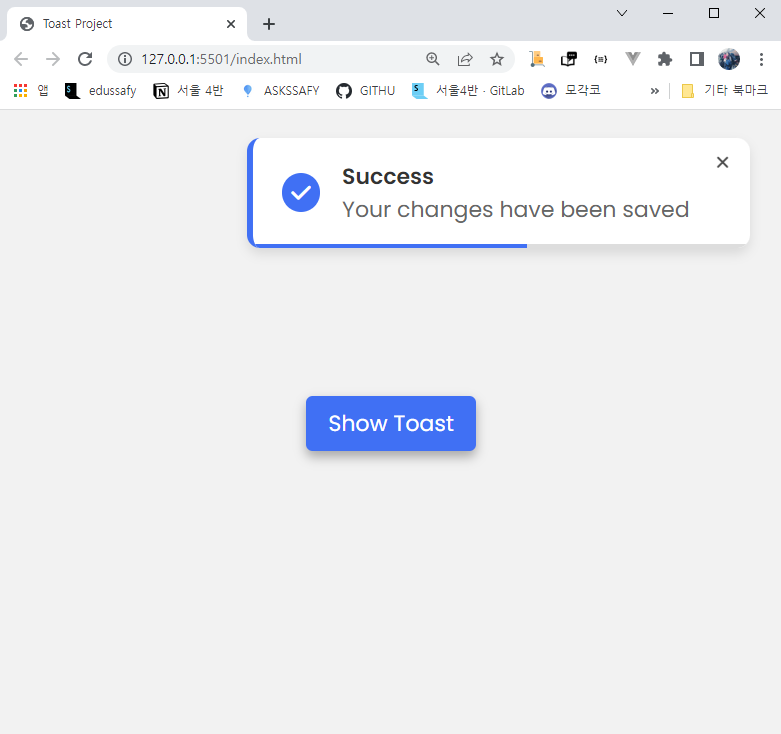 Toast Project
127.0.0.1:5501/index.html
앱 edussafy 서울 4반 ASKSSAFY GITHU 서울4반 · GitLab 모각코 » 기타 북마크
Success
Your changes have been saved
Show Toast